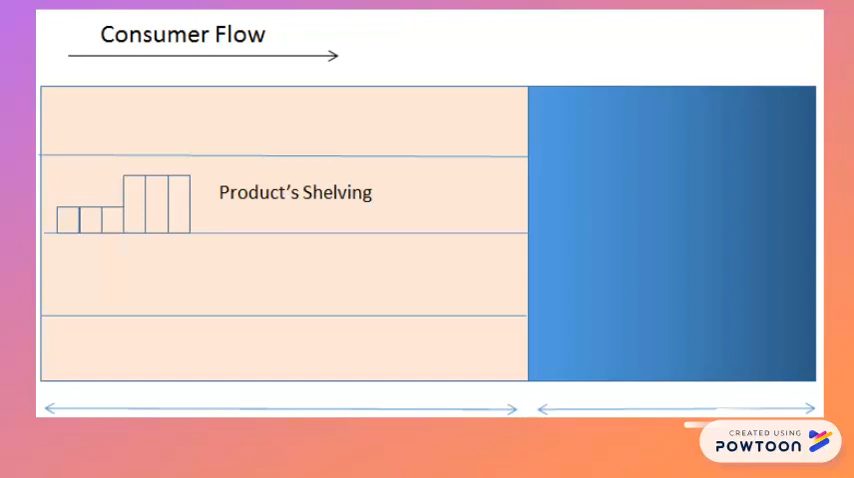 Consumer Flow
Product's Shelving
CREATED USING
POWTOON